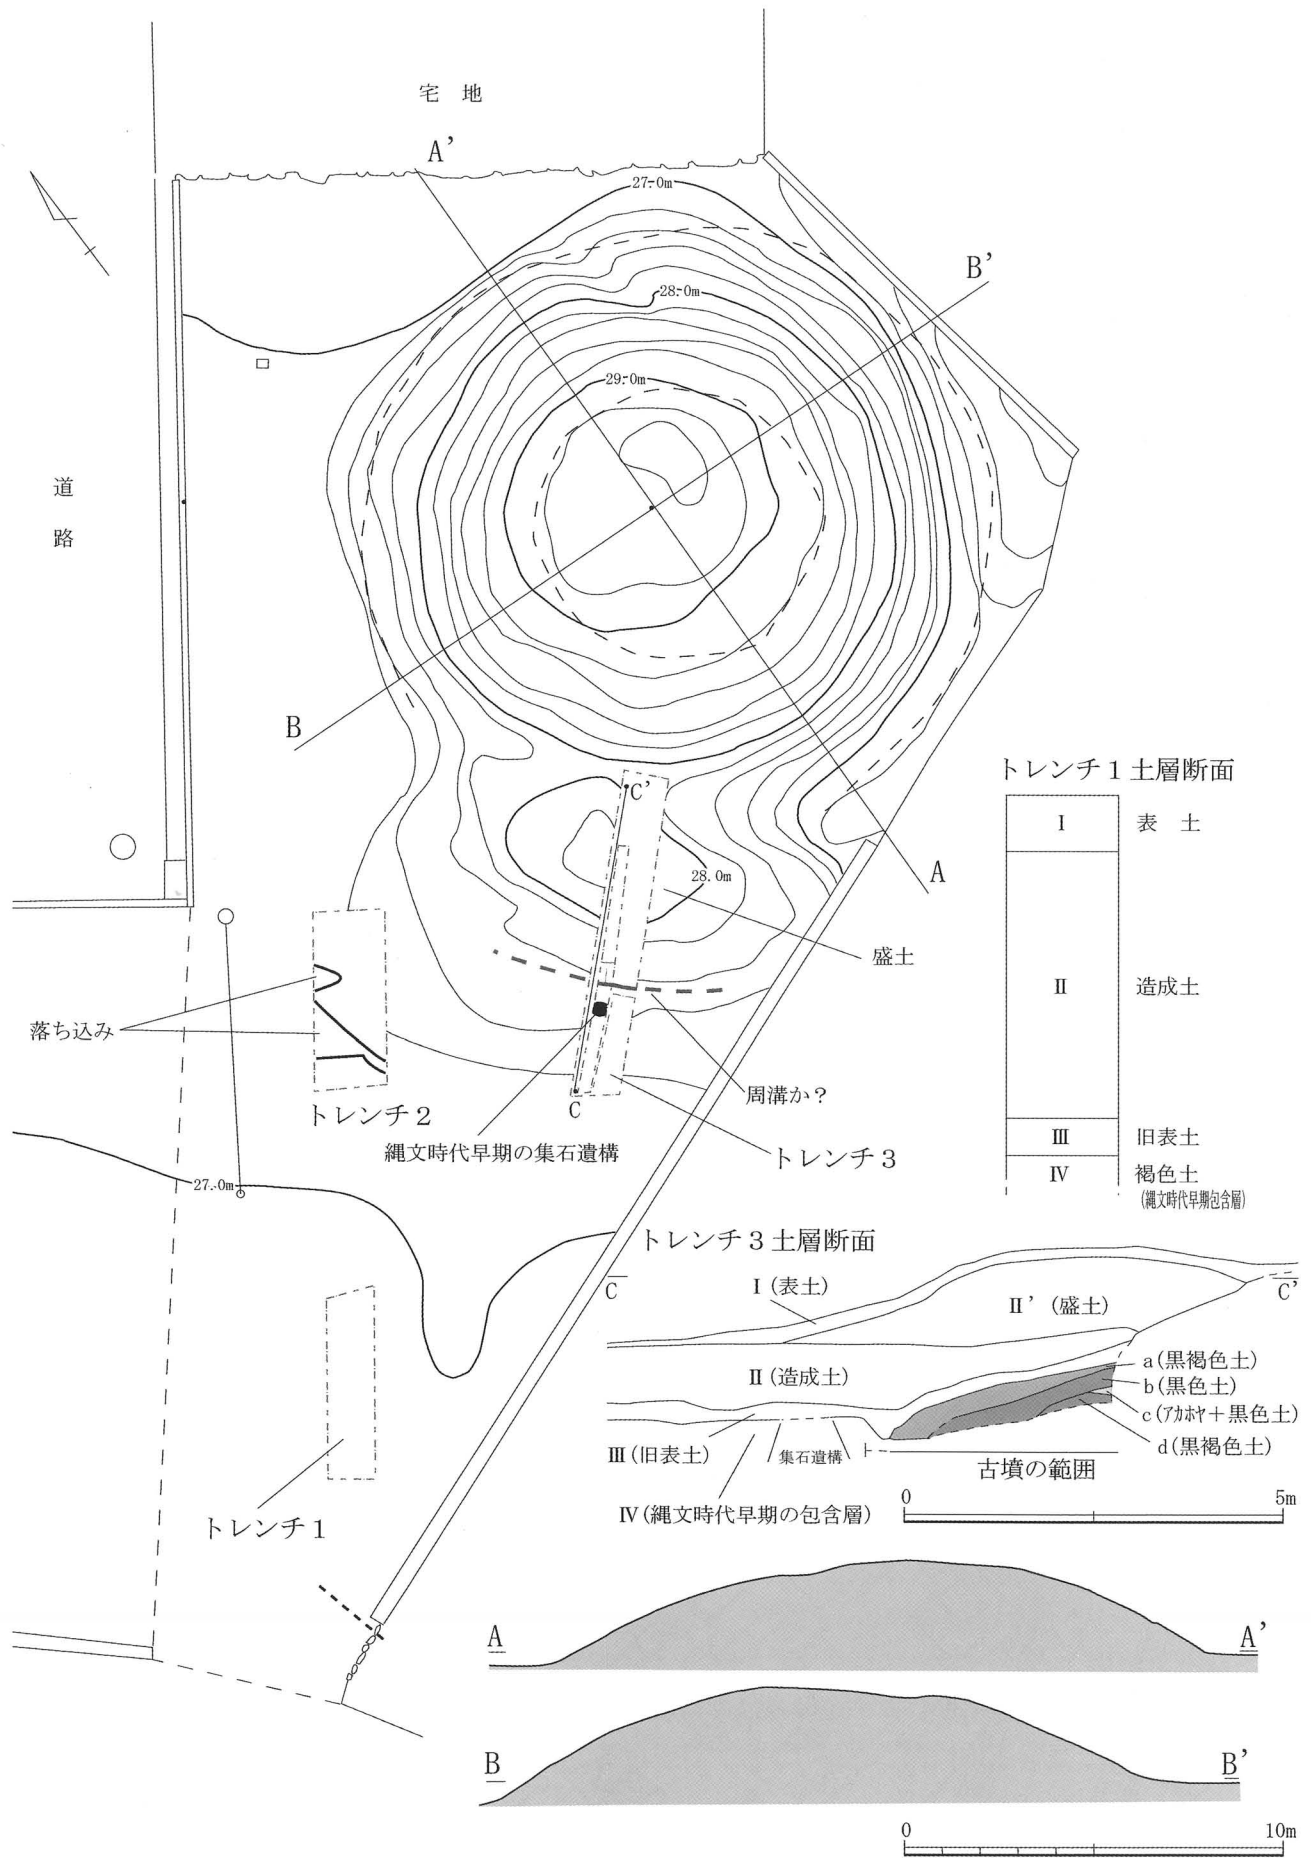 宅 地
A'
27.0m
B'
28.0m
29.0m
道
路
B
C'
28.0m
A
盛土
落ち込み
トレンチ2
C
周溝か?
縄文時代早期の集石遺構
トレンチ3
27.0m
トレンチ1
トレンチ1土層断面
I 表 土
II 造成土
III 旧表土
IV 褐色土
(縄文時代早期包含層)
トレンチ3土層断面
C
C'
I(表土)
II'(盛土)
II(造成土)
a(黒褐色土)
b(黒色土)
c(アカホヤ+黒色土)
d(黒褐色土)
III(旧表土)
集石遺構
古墳の範囲
IV(縄文時代早期の包含層)
0 5m
A A'
B B'
0 10m